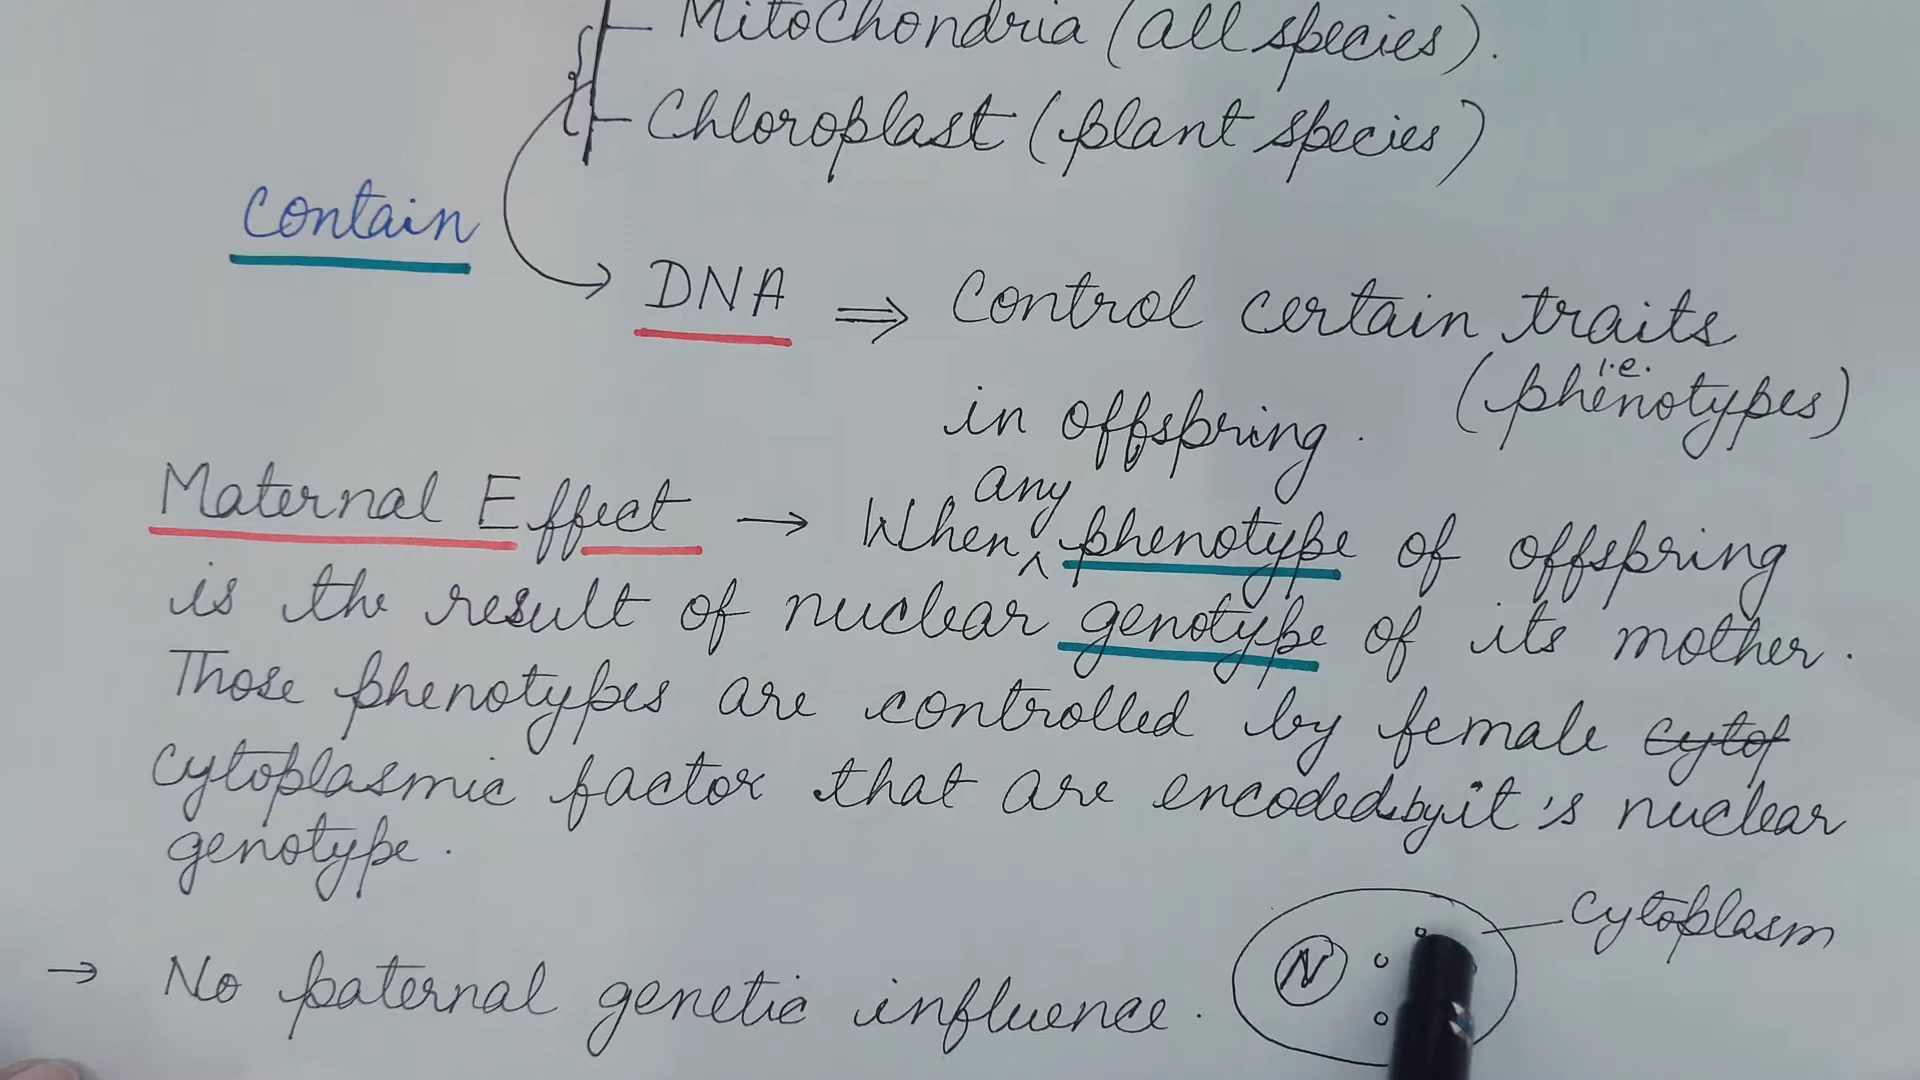 Mitochondria (all species).
Chloroplast (plant species)
Contain
DNA ⇒ Control certain traits
i.e.
in offspring. (phenotypes)
any
Maternal Effect → When ^ phenotype of offspring
is the result of nuclear genotype of its mother.
Those phenotypes are controlled by female cytop
cytoplasmic factor that are encoded by it's nuclear
genotype.
cytoplasm
N
→ No paternal genetic influence.